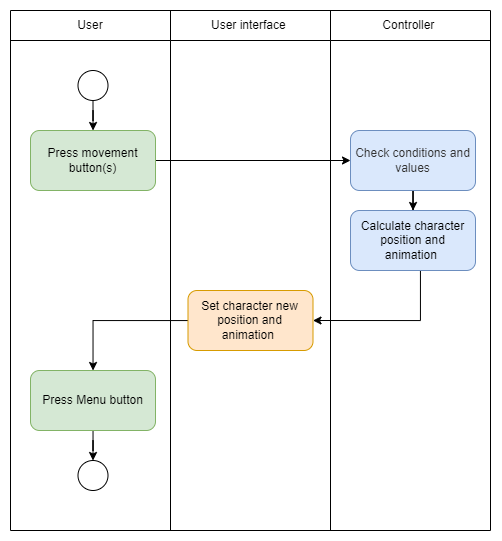 User
User interface
Controller
Press movement
button(s)
Check conditions and
values
Calculate character
position and
animation
Set character new
position and
animation
Press Menu button